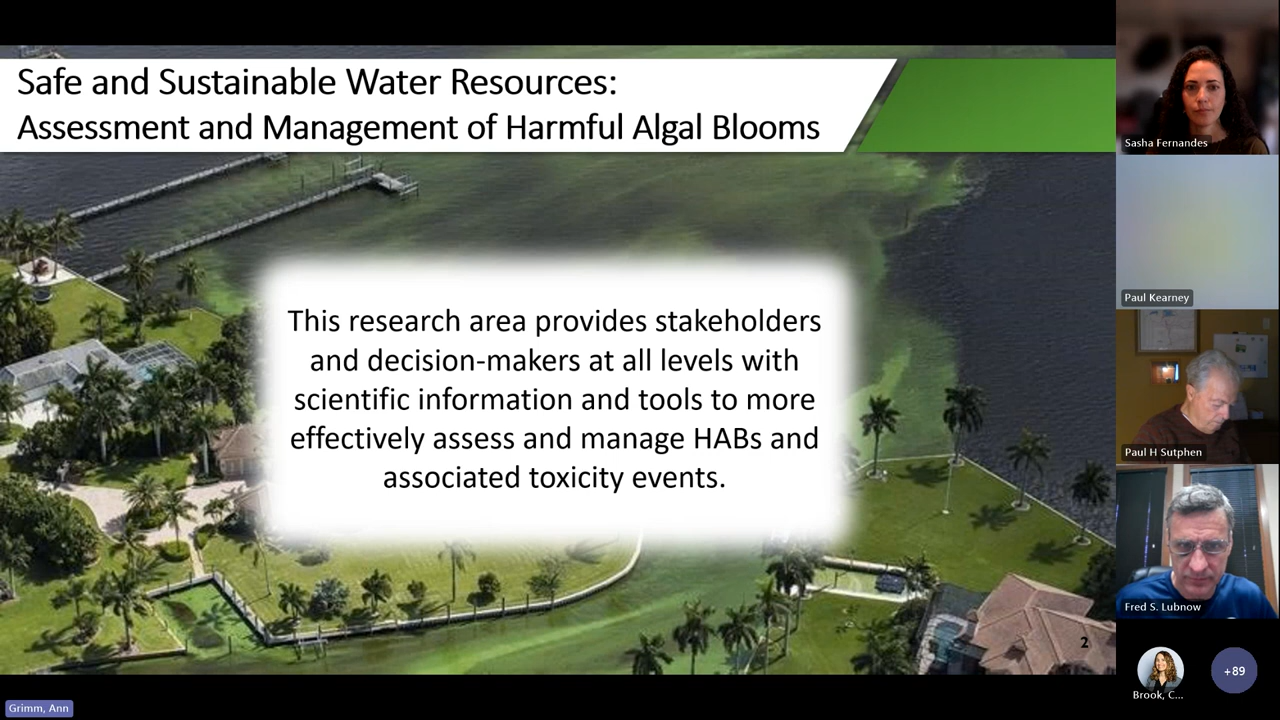 Safe and Sustainable Water Resources:
Assessment and Management of Harmful Algal Blooms
This research area provides stakeholders
and decision-makers at all levels with
scientific information and tools to more
effectively assess and manage HABs and
associated toxicity events.
2
Sasha Fernandes
Paul Kearney
Paul H Sutphen
Fred S. Lubnow
Brook, C...
+89
Grimm, Ann